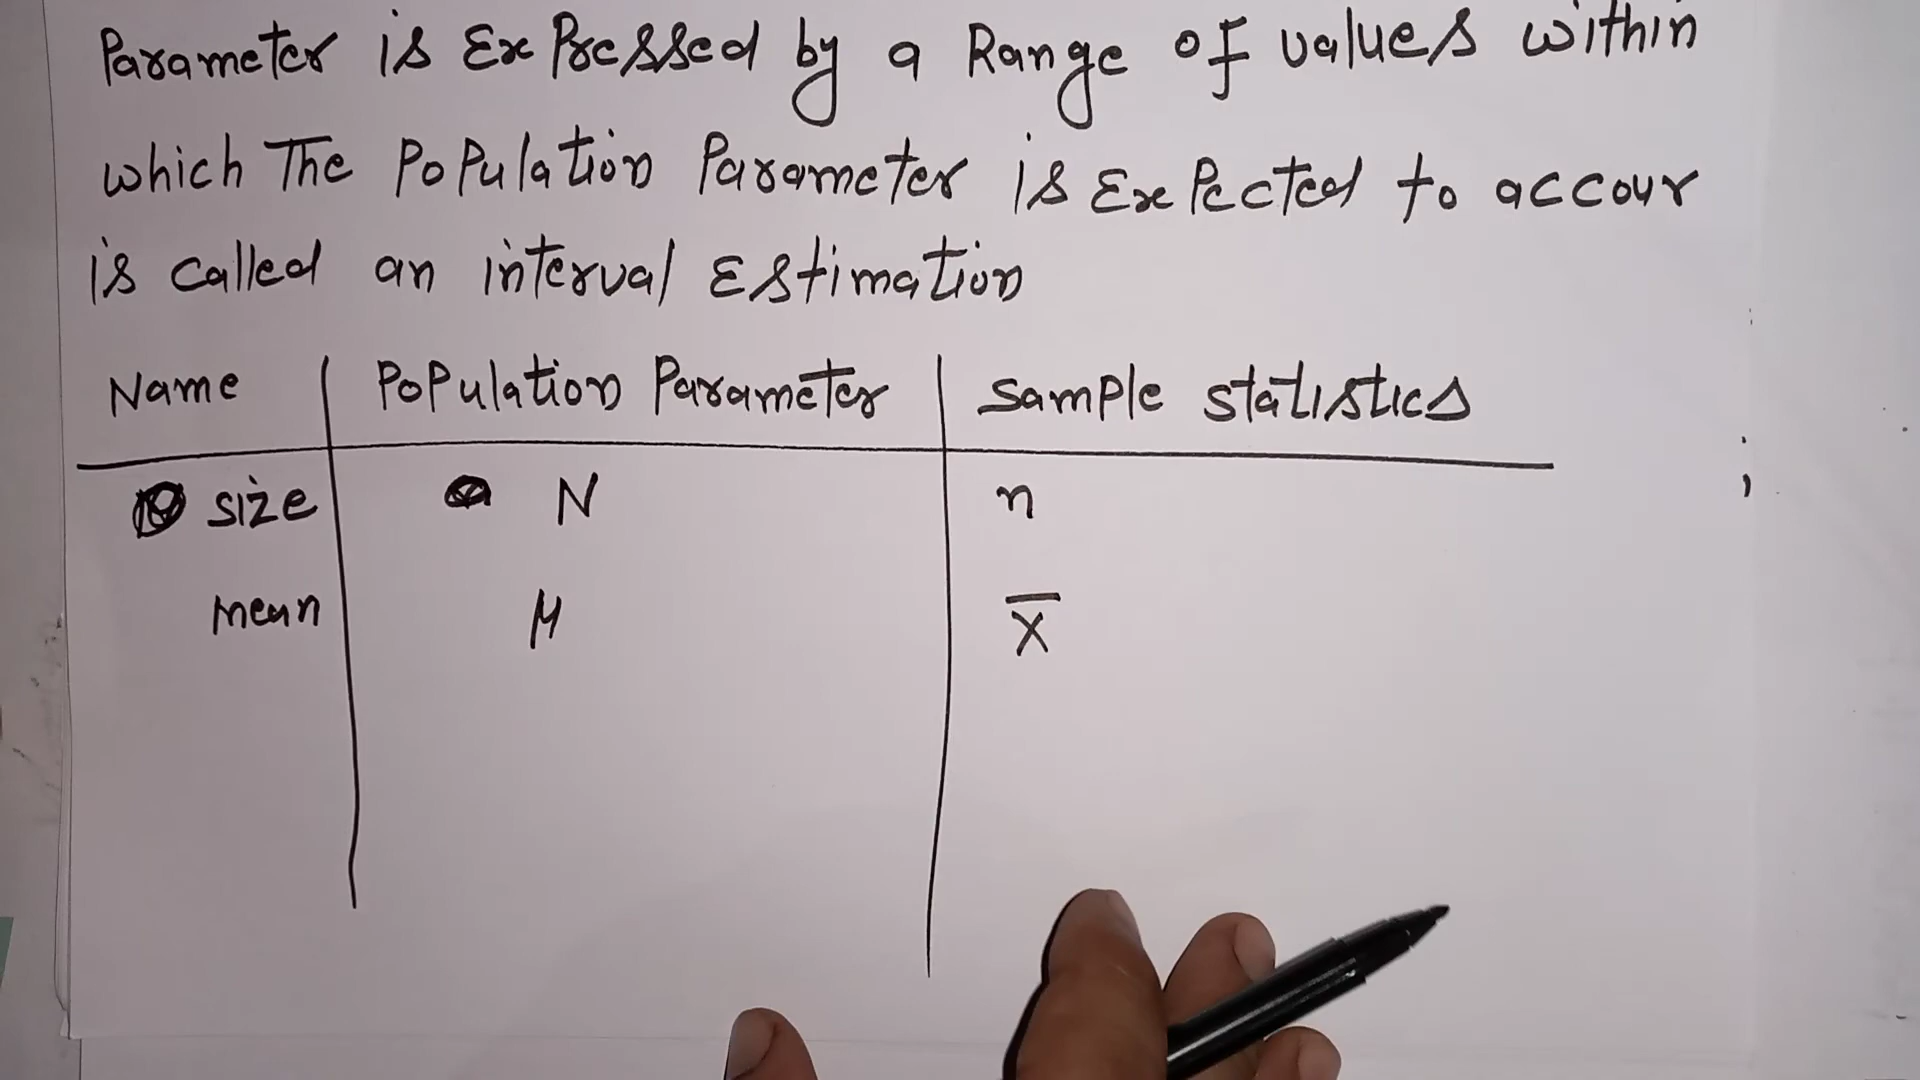 Parameter is Expressed by a Range of values within
which The Population Parameter is Expected to accour
is called an interval Estimation
Name Population Parameter Sample statistics
size N n
mean μ x̄